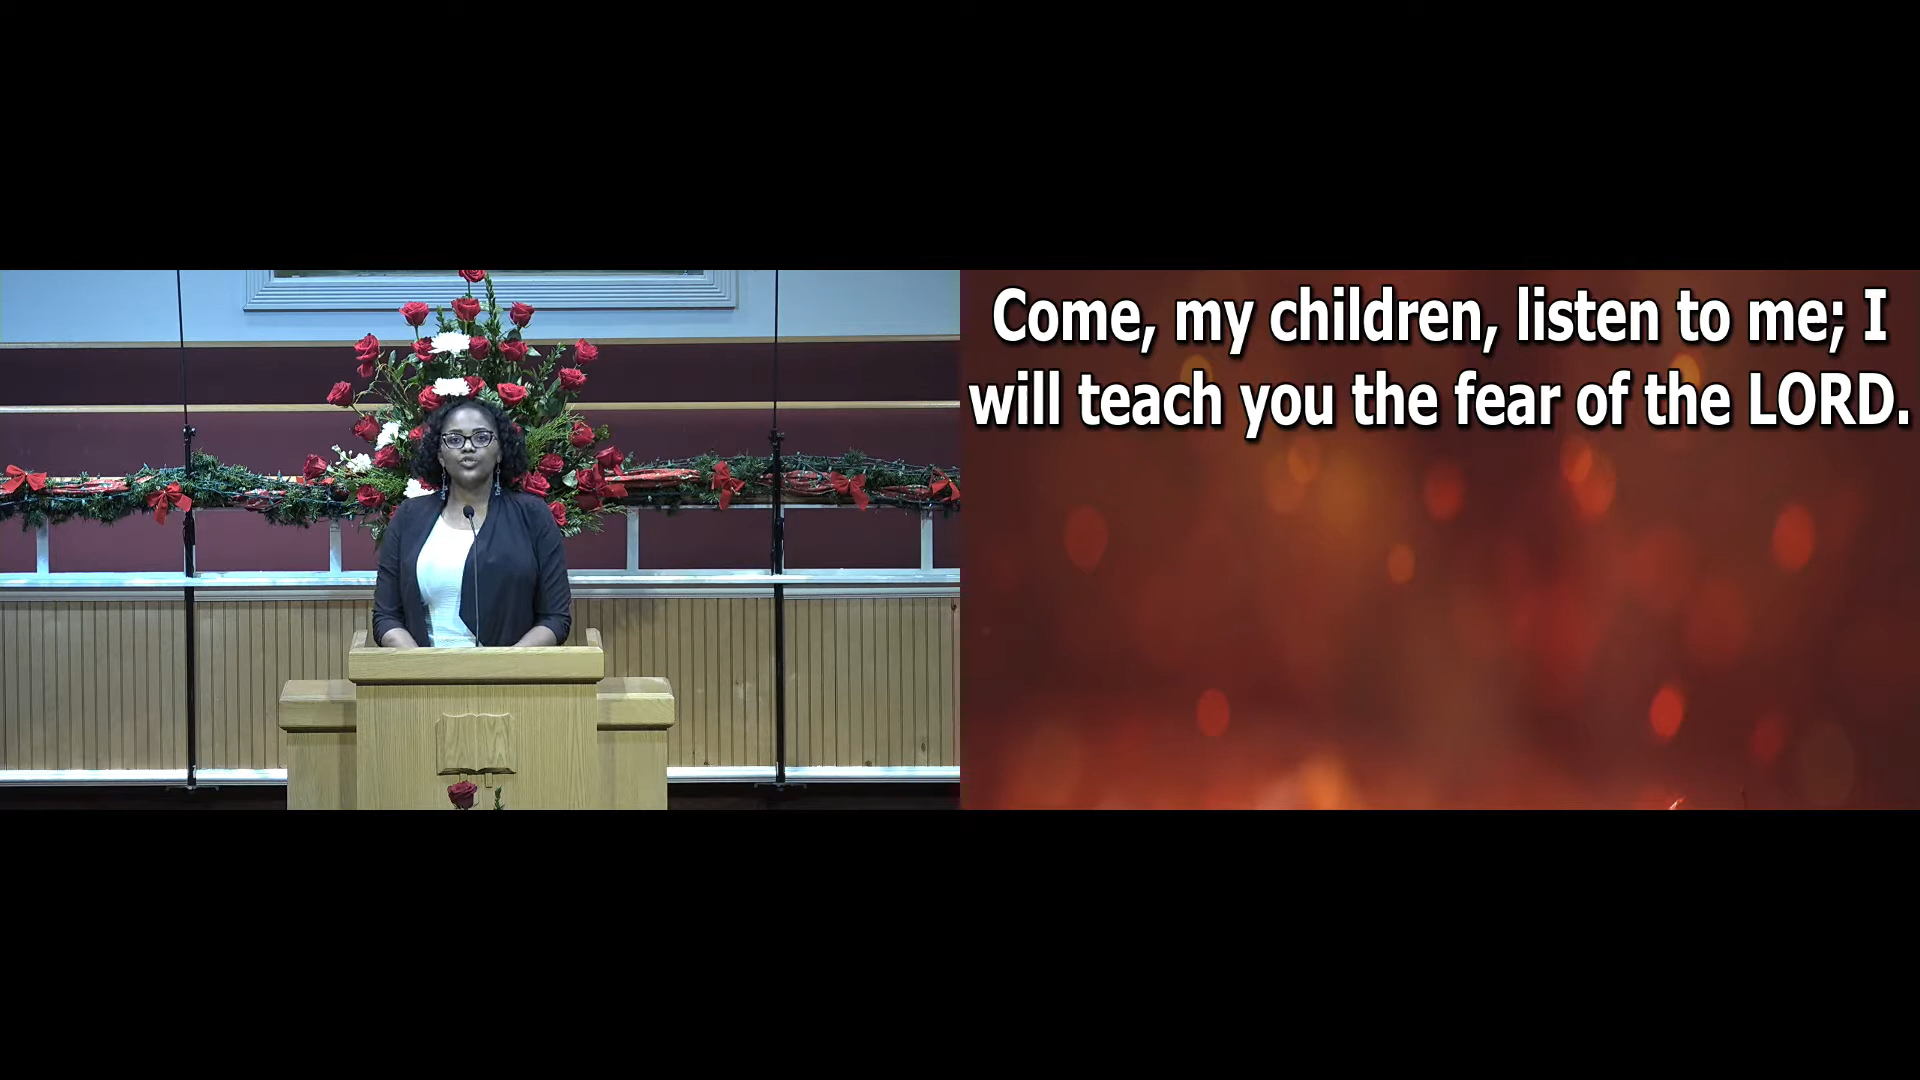 Come, my children, listen to me; I
will teach you the fear of the LORD.